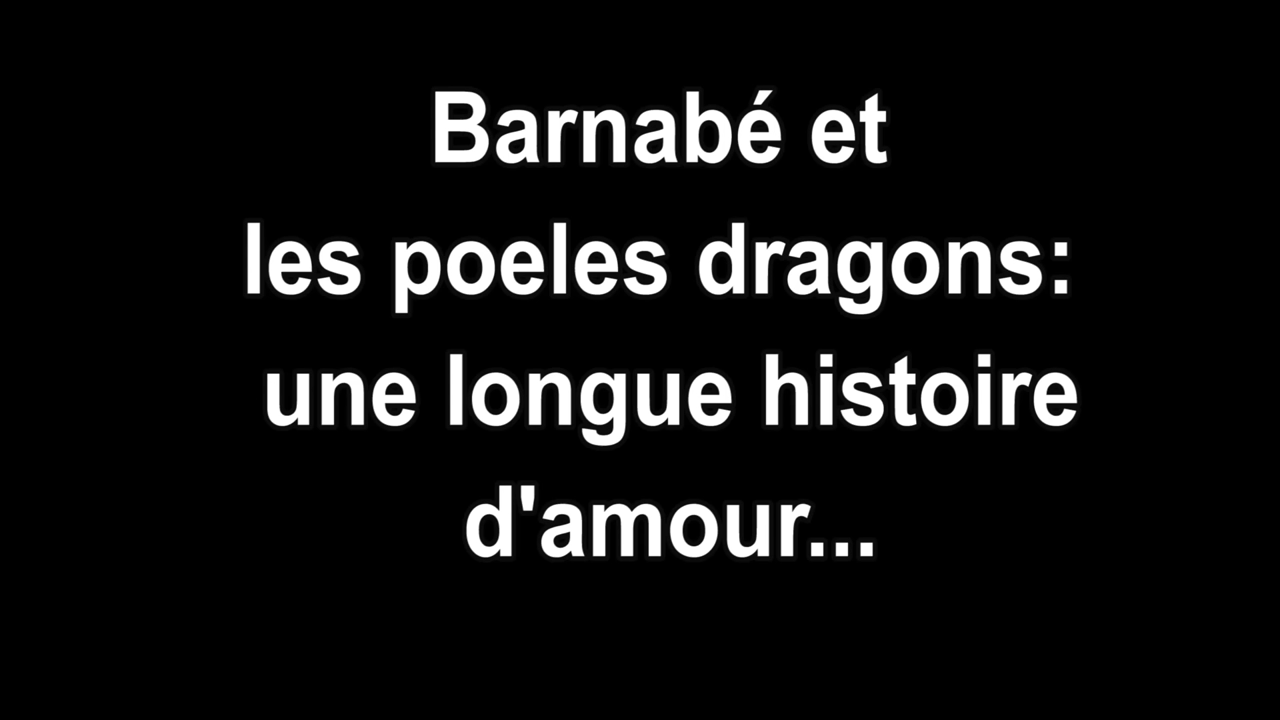 Barnabé et
les poeles dragons:
une longue histoire
d'amour...